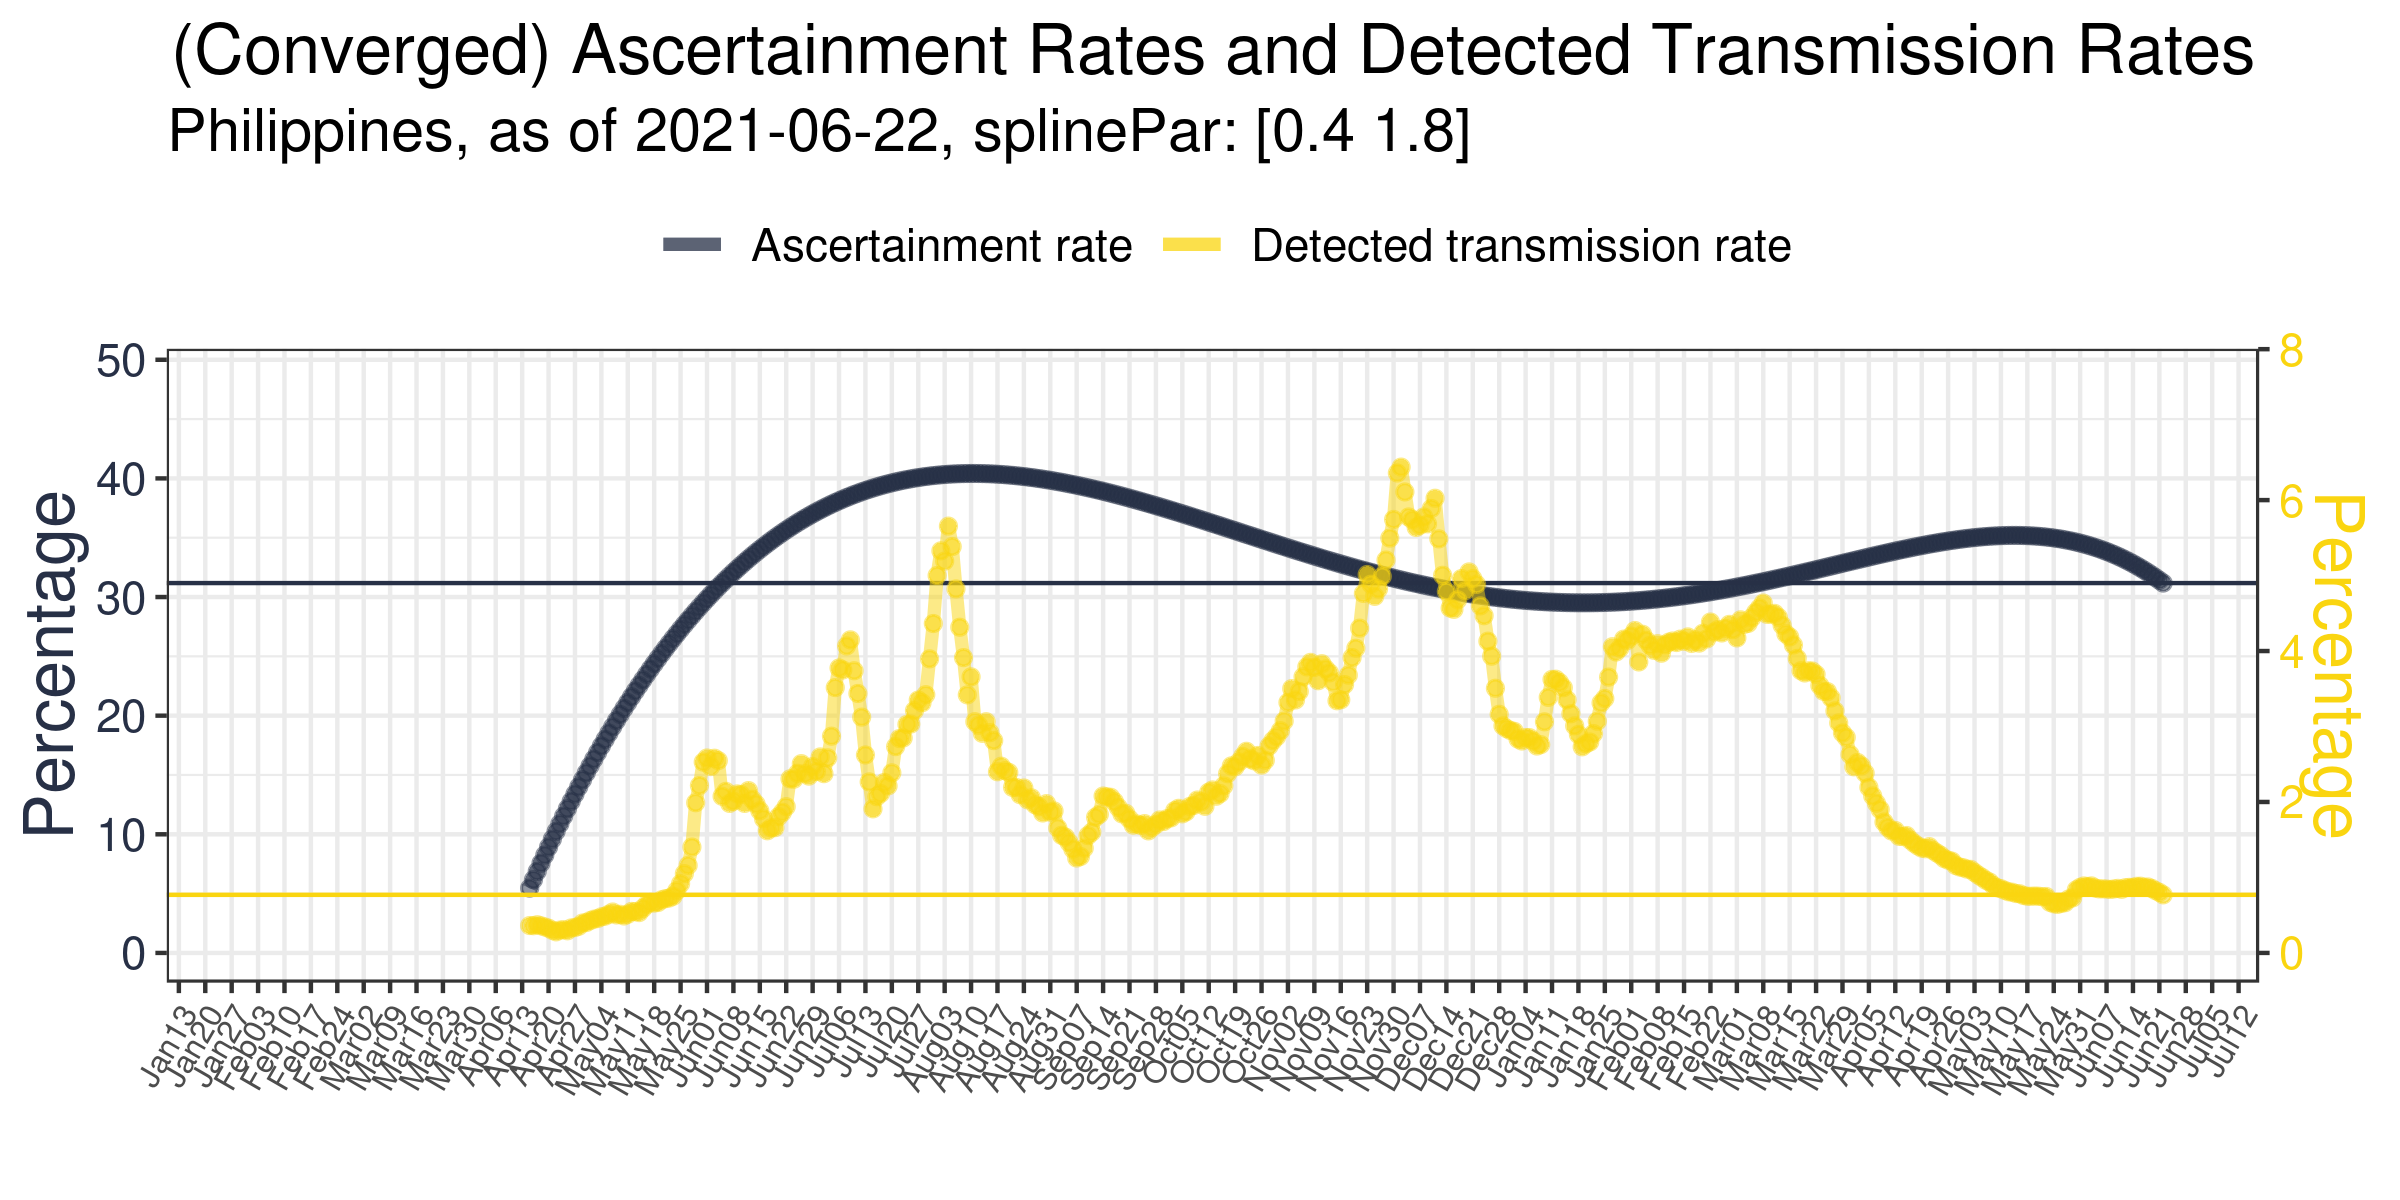 (Converged) Ascertainment Rates and Detected Transmission Rates
Philippines, as of 2021-06-22, splinePar: [0.4 1.8]
Ascertainment rate
Detected transmission rate
Percentage
50
40
30
20
10
0
8
6
4
2
0
Percentage
Jan13
Jan20
Jan27
Feb03
Feb10
Feb17
Feb24
Mar02
Mar09
Mar16
Mar23
Mar30
Apr06
Apr13
Apr20
Apr27
May04
May11
May18
May25
Jun01
Jun08
Jun15
Jun22
Jun29
Jul06
Jul13
Jul20
Jul27
Aug03
Aug10
Aug17
Aug24
Aug31
Sep07
Sep14
Sep21
Sep28
Oct05
Oct12
Oct19
Oct26
Nov02
Nov09
Nov16
Nov23
Nov30
Dec07
Dec14
Dec21
Dec28
Jan04
Jan11
Jan18
Jan25
Feb01
Feb08
Feb15
Feb22
Mar01
Mar08
Mar15
Mar22
Mar29
Apr05
Apr12
Apr19
Apr26
May03
May10
May17
May24
May31
Jun07
Jun14
Jun21
Jun28
Jul05
Jul12